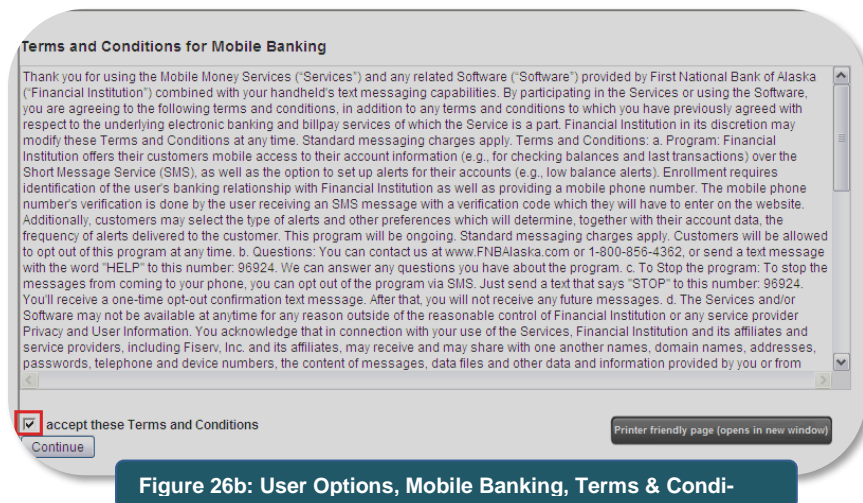 Terms and Conditions for Mobile Banking
Thank you for using the Mobile Money Services (“Services”) and any related Software (“Software”) provided by First National Bank of Alaska
(“Financial Institution”) combined with your handheld's text messaging capabilities. By participating in the Services or using the Software,
you are agreeing to the following terms and conditions, in addition to any terms and conditions to which you have previously agreed with
respect to the underlying electronic banking and billpay services of which the Service is a part. Financial Institution in its discretion may
modify these Terms and Conditions at any time. Standard messaging charges apply. Terms and Conditions: a. Program: Financial
Institution offers their customers mobile access to their account information (e.g., for checking balances and last transactions) over the
Short Message Service (SMS), as well as the option to set up alerts for their accounts (e.g., low balance alerts). Enrollment requires
identification of the user's banking relationship with Financial Institution as well as providing a mobile phone number. The mobile phone
number's verification is done by the user receiving an SMS message with a verification code which they will have to enter on the website.
Additionally, customers may select the type of alerts and other preferences which will determine, together with their account data, the
frequency of alerts delivered to the customer. This program will be ongoing. Standard messaging charges apply. Customers will be allowed
to opt out of this program at any time. b. Questions: You can contact us at www.FNBAlaska.com or 1-800-856-4362, or send a text message
with the word "HELP" to this number: 96924. We can answer any questions you have about the program. c. To Stop the program: To stop the
messages from coming to your phone, you can opt out of the program via SMS. Just send a text that says "STOP" to this number: 96924.
You'll receive a one-time opt-out confirmation text message. After that, you will not receive any future messages. d. The Services and/or
Software may not be available at anytime for any reason outside of the reasonable control of Financial Institution or any service provider
Privacy and User Information. You acknowledge that in connection with your use of the Services, Financial Institution and its affiliates and
service providers, including Fiserv, Inc. and its affiliates, may receive and may share with one another names, domain names, addresses,
passwords, telephone and device numbers, the content of messages, data files and other data and information provided by you or from
accept these Terms and Conditions
Printer friendly page (opens in new window)
Continue
Figure 26b: User Options, Mobile Banking, Terms & Condi-